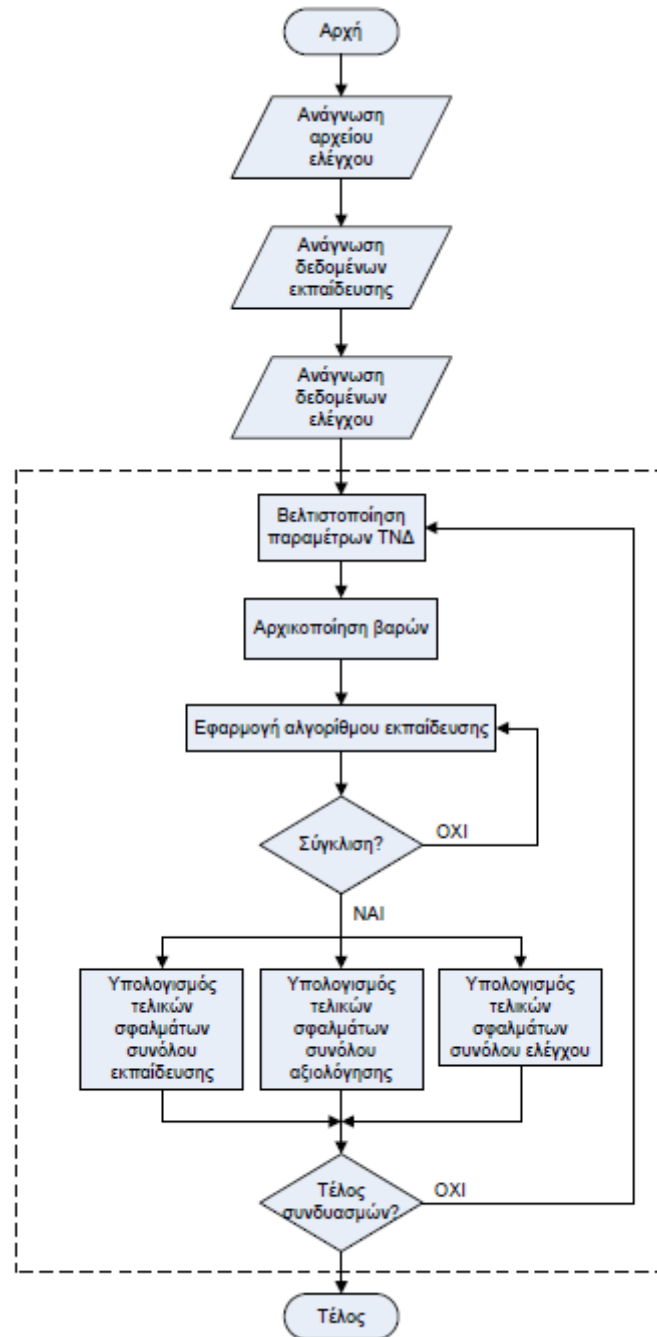 Αρχή
Ανάγνωση
αρχείου
ελέγχου
Ανάγνωση
δεδομένων
εκπαίδευσης
Ανάγνωση
δεδομένων
ελέγχου
Βελτιστοποίηση
παραμέτρων ΤΝΔ
Αρχικοποίηση βαρών
Εφαρμογή αλγορίθμου εκπαίδευσης
Σύγκλιση?
ΟΧΙ
ΝΑΙ
Υπολογισμός
τελικών
σφαλμάτων
συνόλου
εκπαίδευσης
Υπολογισμός
τελικών
σφαλμάτων
συνόλου
αξιολόγησης
Υπολογισμός
τελικών
σφαλμάτων
συνόλου ελέγχου
Τέλος
συνδυασμών?
ΟΧΙ
Τέλος